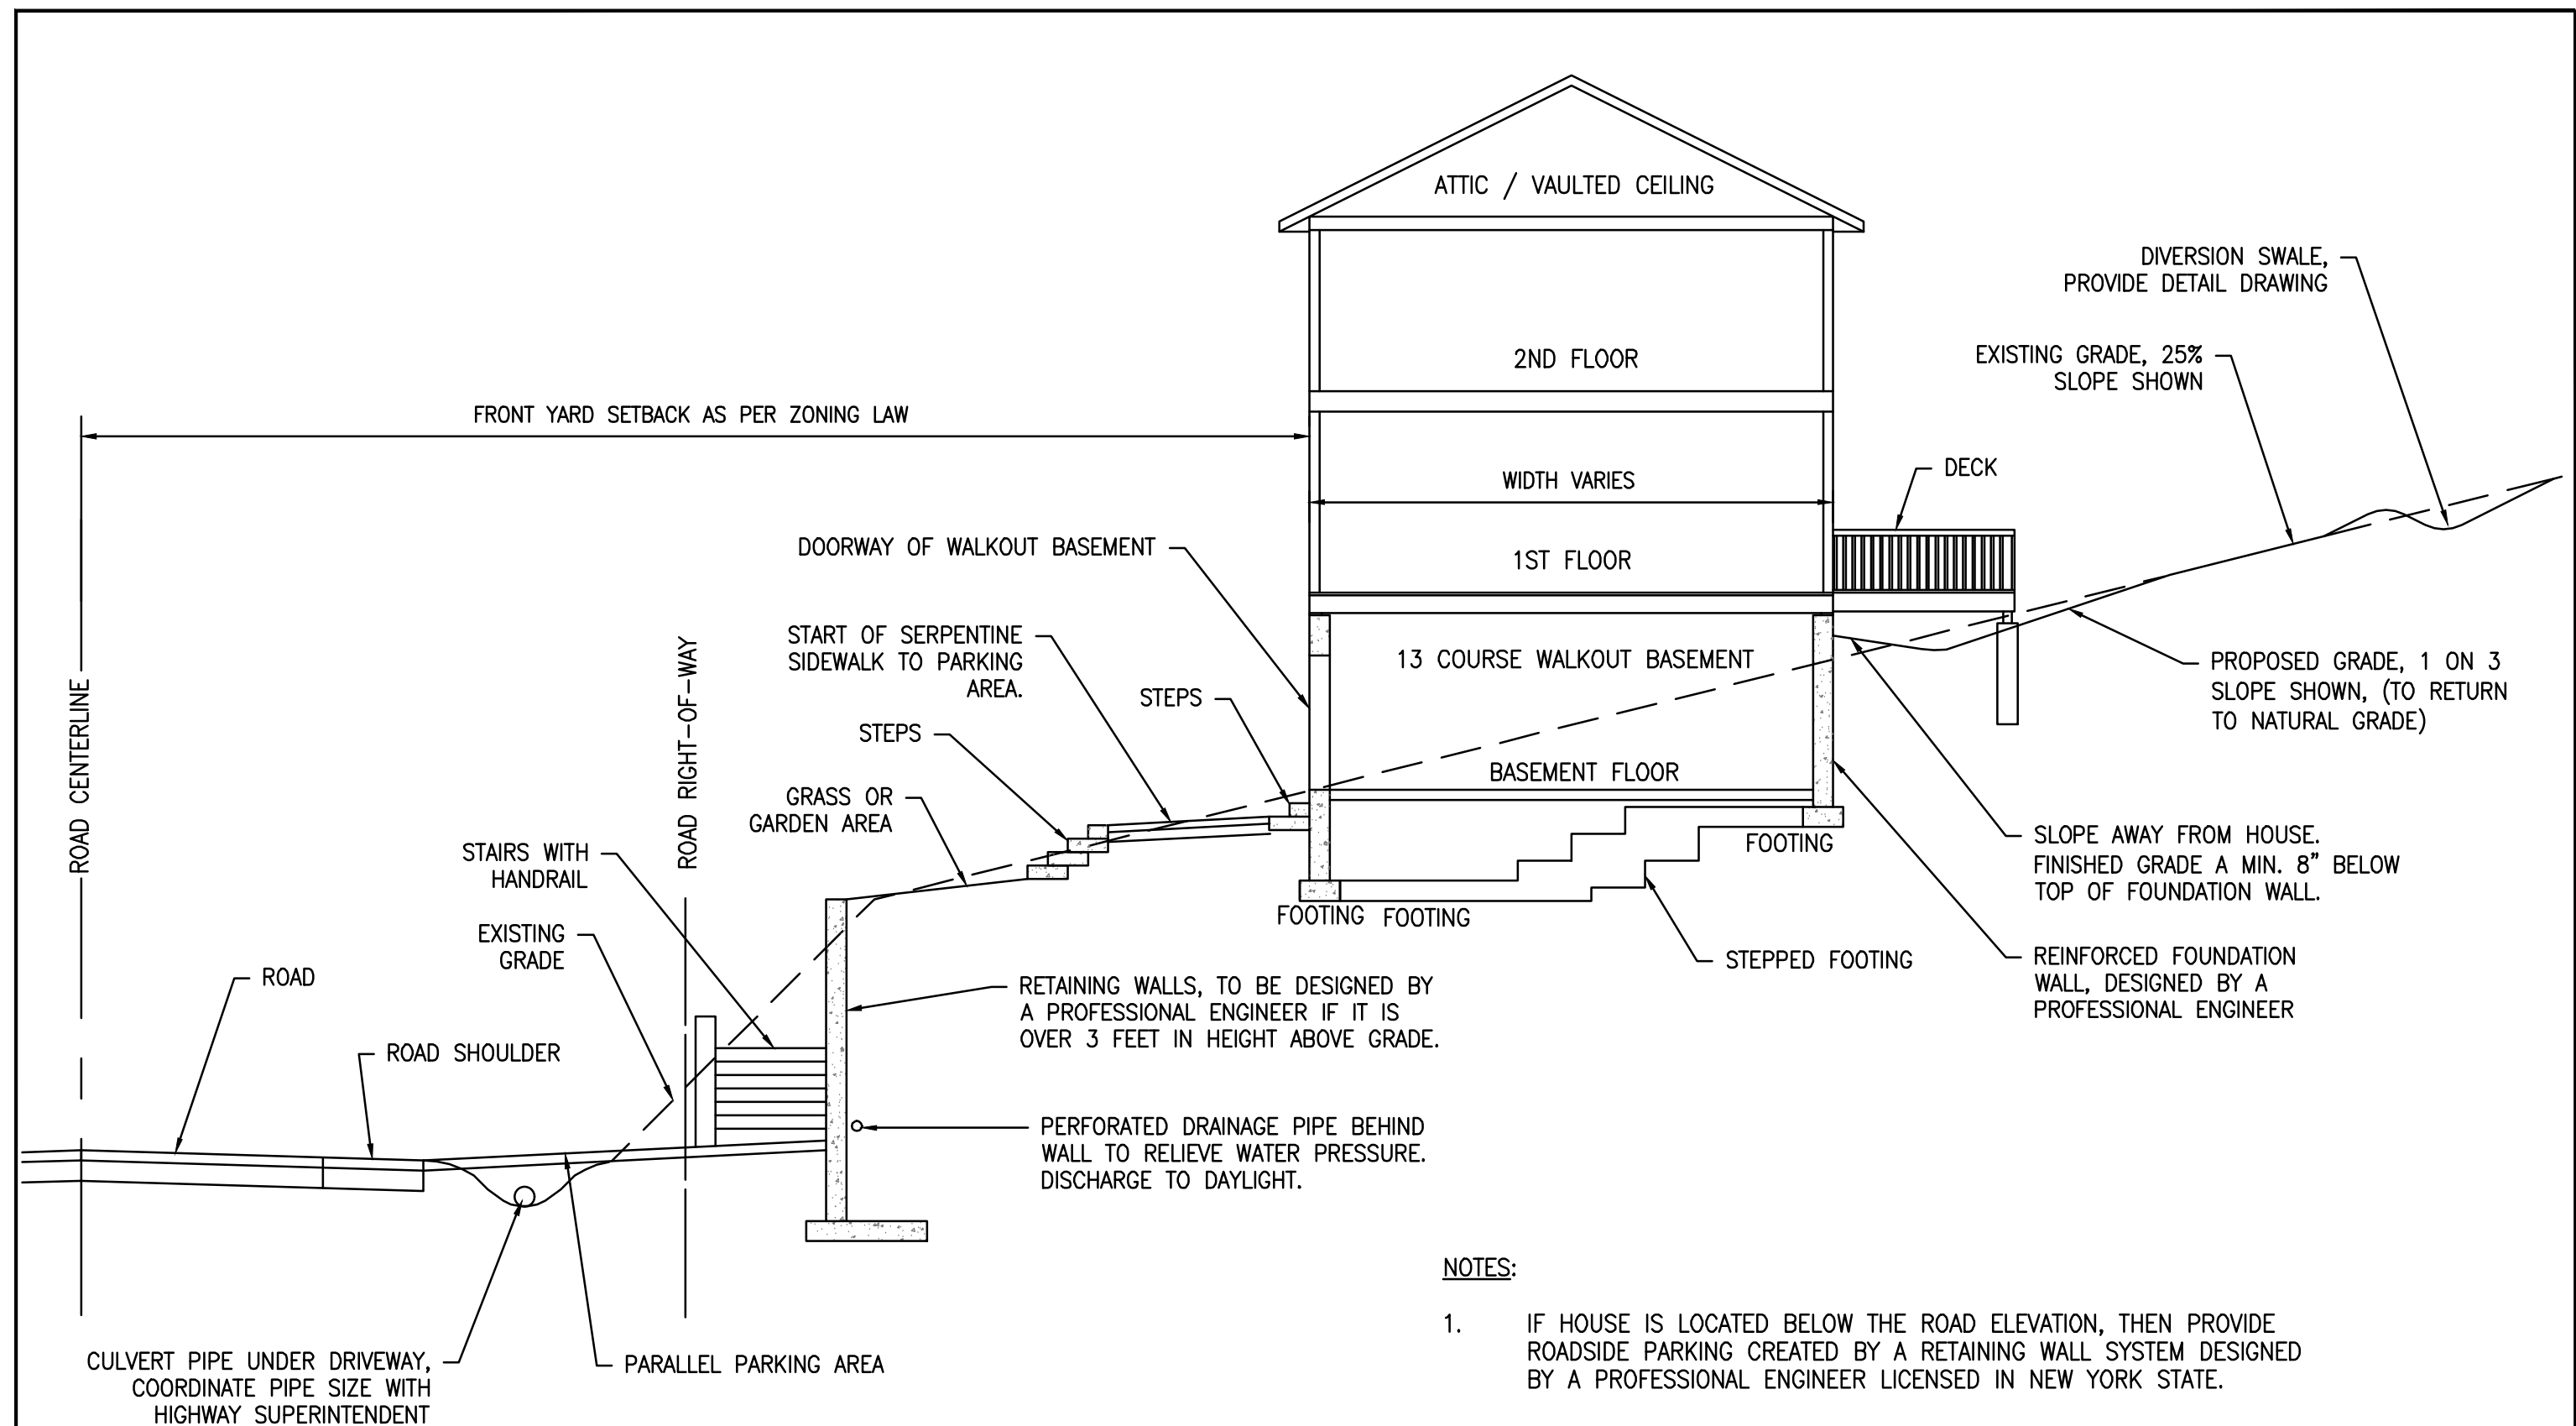 ATTIC / VAULTED CEILING
DIVERSION SWALE,
PROVIDE DETAIL DRAWING
2ND FLOOR
EXISTING GRADE, 25%
SLOPE SHOWN
FRONT YARD SETBACK AS PER ZONING LAW
WIDTH VARIES
DECK
DOORWAY OF WALKOUT BASEMENT
1ST FLOOR
START OF SERPENTINE
SIDEWALK TO PARKING
AREA.
STEPS
13 COURSE WALKOUT BASEMENT
PROPOSED GRADE, 1 ON 3
SLOPE SHOWN, (TO RETURN
TO NATURAL GRADE)
ROAD CENTERLINE
ROAD RIGHT-OF-WAY
STEPS
BASEMENT FLOOR
GRASS OR
GARDEN AREA
STAIRS WITH
HANDRAIL
FOOTING
SLOPE AWAY FROM HOUSE.
FINISHED GRADE A MIN. 8" BELOW
TOP OF FOUNDATION WALL.
FOOTING
FOOTING
EXISTING
GRADE
STEPPED FOOTING
REINFORCED FOUNDATION
WALL, DESIGNED BY A
PROFESSIONAL ENGINEER
ROAD
RETAINING WALLS, TO BE DESIGNED BY
A PROFESSIONAL ENGINEER IF IT IS
OVER 3 FEET IN HEIGHT ABOVE GRADE.
ROAD SHOULDER
PERFORATED DRAINAGE PIPE BEHIND
WALL TO RELIEVE WATER PRESSURE.
DISCHARGE TO DAYLIGHT.
CULVERT PIPE UNDER DRIVEWAY,
COORDINATE PIPE SIZE WITH
HIGHWAY SUPERINTENDENT
PARALLEL PARKING AREA
NOTES:
1. IF HOUSE IS LOCATED BELOW THE ROAD ELEVATION, THEN PROVIDE
ROADSIDE PARKING CREATED BY A RETAINING WALL SYSTEM DESIGNED
BY A PROFESSIONAL ENGINEER LICENSED IN NEW YORK STATE.